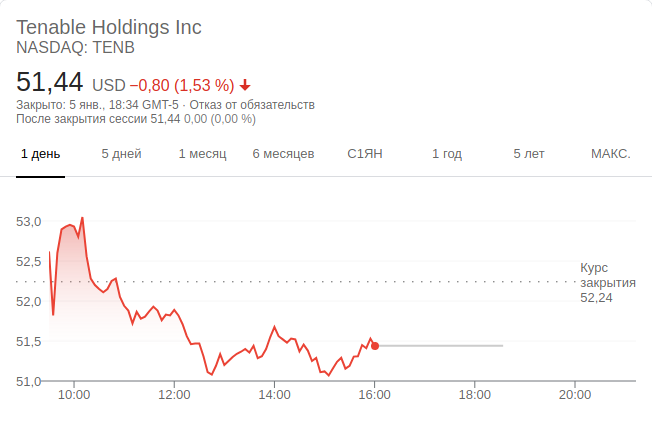 Tenable Holdings Inc
NASDAQ: TENB
51,44 USD −0,80 (1,53 %)
Закрыто: 5 янв., 18:34 GMT-5 · Отказ от обязательств
После закрытия сессии 51,44 0,00 (0,00 %)
1 день 5 дней 1 месяц 6 месяцев С1ЯН 1 год 5 лет МАКС.
53,0
52,5
Курс
закрытия
52,24
52,0
51,5
51,0
10:00 12:00 14:00 16:00 18:00 20:00